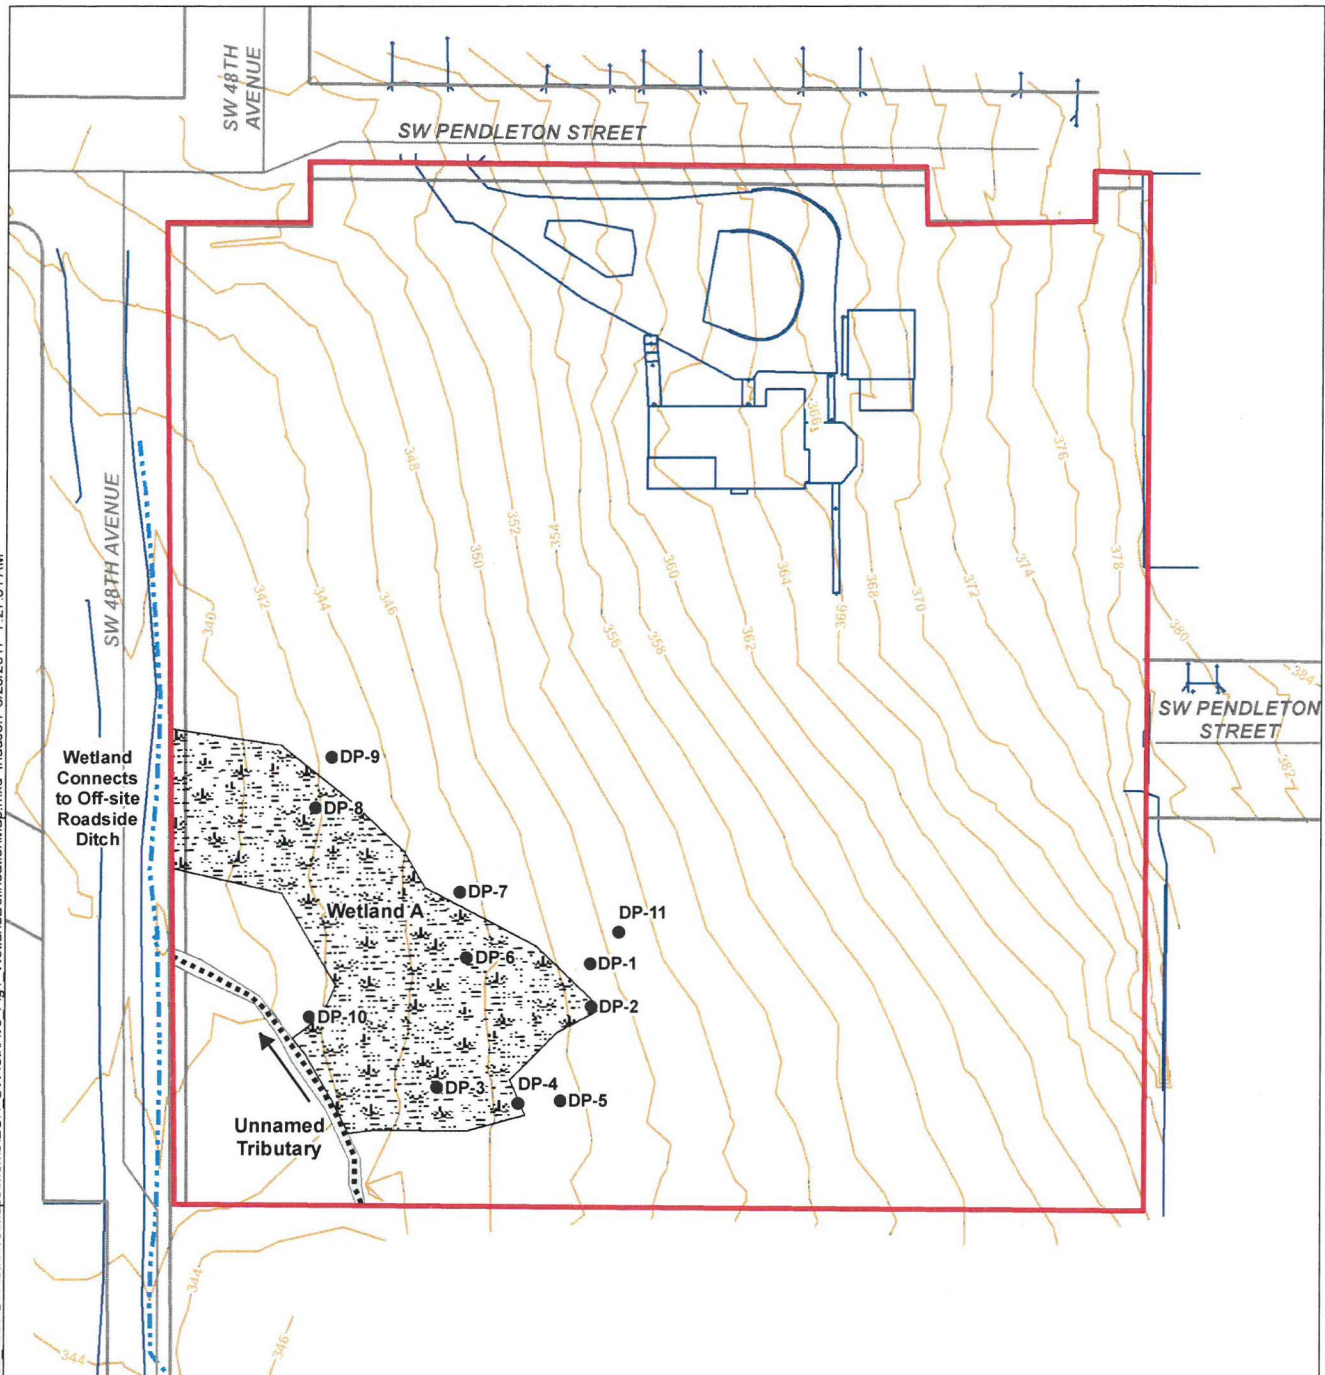 SW 48TH
AVENUE
SW PENDLETON STREET
366
376
348
352
354
350
360
364
374
378
342
344
346
340
368
366
370
372
356
358
362
380
384
SW 48TH AVENUE
SW PENDLETON
STREET
382
Wetland
Connects
to Off-site
Roadside
Ditch
DP-9
DP-8
DP-7
Wetland A
DP-11
DP-6
DP-1
DP-2
DP-10
DP-3
DP-4
DP-5
Unnamed
Tributary
344
346
344